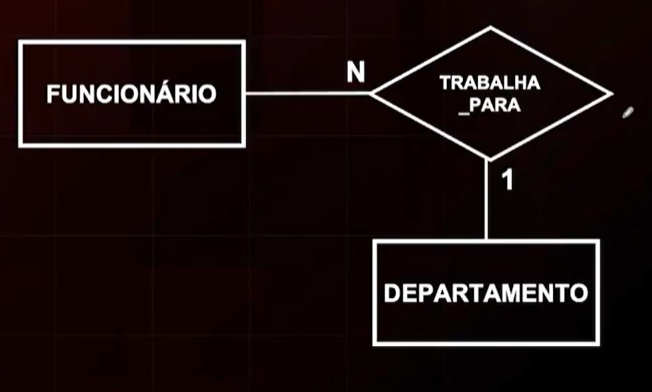 FUNCIONÁRIO
N
TRABALHA
_PARA
1
DEPARTAMENTO